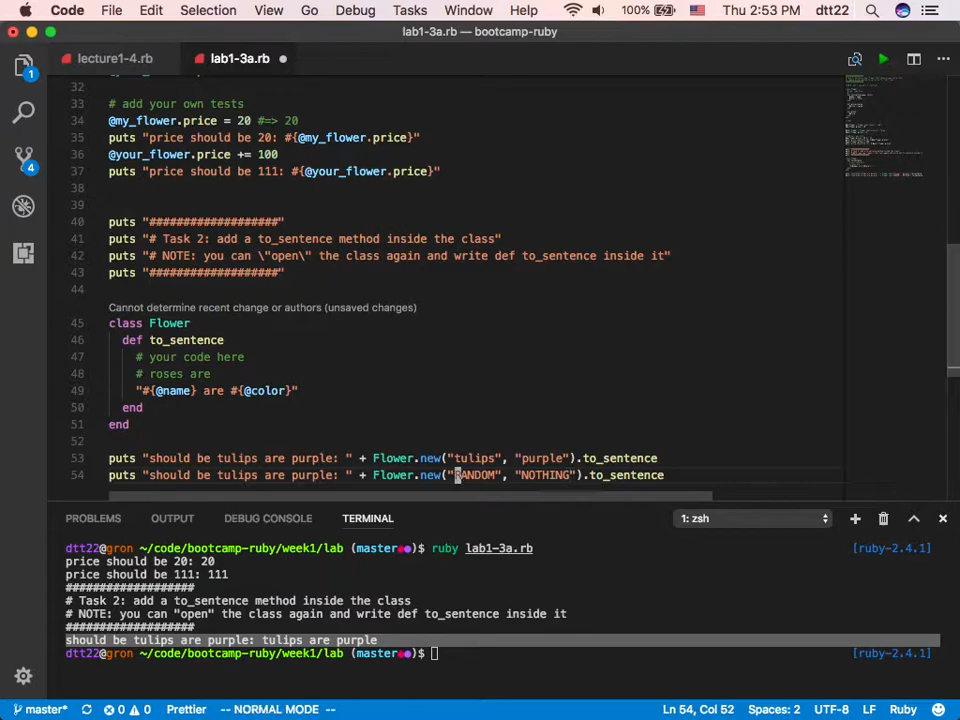 Code File Edit Selection View Go Debug Tasks Window Help 100% Thu 2:53 PM dtt22
lab1-3a.rb — bootcamp-ruby
lecture1-4.rb lab1-3a.rb
1
4
32
33 # add your own tests
34 @my_flower.price = 20 #=> 20
35 puts "price should be 20: #{@my_flower.price}"
36 @your_flower.price += 100
37 puts "price should be 111: #{@your_flower.price}"
38
39
40 puts "###################"
41 puts "# Task 2: add a to_sentence method inside the class"
42 puts "# NOTE: you can \"open\" the class again and write def to_sentence inside it"
43 puts "###################"
44
Cannot determine recent change or authors (unsaved changes)
45 class Flower
46 def to_sentence
47 # your code here
48 # roses are
49 "#{@name} are #{@color}"
50 end
51 end
52
53 puts "should be tulips are purple: " + Flower.new("tulips", "purple").to_sentence
54 puts "should be tulips are purple: " + Flower.new("RANDOM", "NOTHING").to_sentence
PROBLEMS OUTPUT DEBUG CONSOLE TERMINAL 1: zsh
dtt22@gron ~/code/bootcamp-ruby/week1/lab (master●●)$ ruby lab1-3a.rb [ruby-2.4.1]
price should be 20: 20
price should be 111: 111
###################
# Task 2: add a to_sentence method inside the class
# NOTE: you can "open" the class again and write def to_sentence inside it
###################
should be tulips are purple: tulips are purple
dtt22@gron ~/code/bootcamp-ruby/week1/lab (master●●)$ [ruby-2.4.1]
master* 0 0 Prettier -- NORMAL MODE -- Ln 54, Col 52 Spaces: 2 UTF-8 LF Ruby